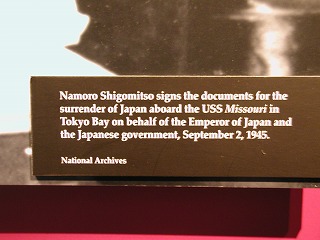 Namoro Shigomitso signs the documents for the
surrender of Japan aboard the USS Missouri in
Tokyo Bay on behalf of the Emperor of Japan and
the Japanese government, September 2, 1945.
National Archives